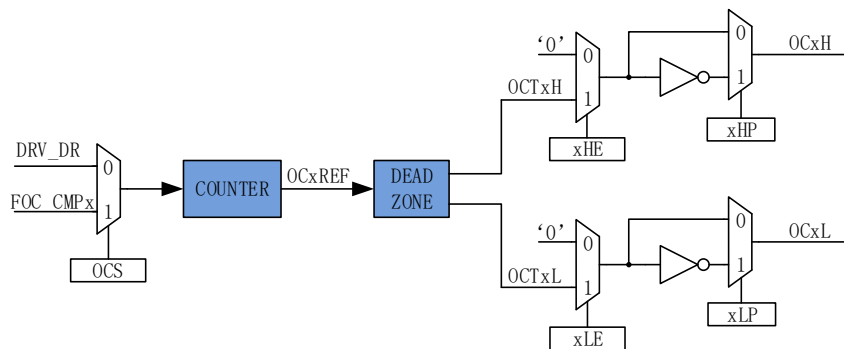 ‘0’
0
0
OCxH
OCTxH
1
1
xHE
xHP
DRV_DR
0
COUNTER
OCxREF
DEAD
ZONE
FOC_CMPx
1
OCS
‘0’
0
0
OCxL
OCTxL
1
1
xLE
xLP